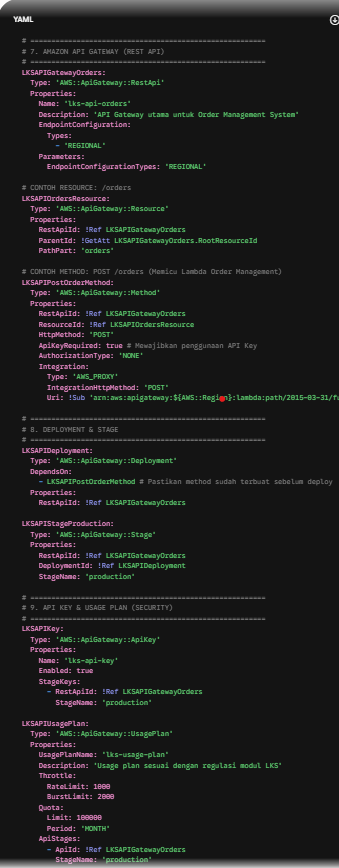 YAML
# =========================================================
# 7. AMAZON API GATEWAY (REST API)
# =========================================================
LKSAPIGatewayOrders:
Type: 'AWS::ApiGateway::RestApi'
Properties:
Name: 'lks-api-orders'
Description: 'API Gateway utama untuk Order Management System'
EndpointConfiguration:
Types:
- 'REGIONAL'
Parameters:
EndpointConfigurationTypes: 'REGIONAL'
# CONTOH RESOURCE: /orders
LKSAPIOrdersResource:
Type: 'AWS::ApiGateway::Resource'
Properties:
RestApiId: !Ref LKSAPIGatewayOrders
ParentId: !GetAtt LKSAPIGatewayOrders.RootResourceId
PathPart: 'orders'
# CONTOH METHOD: POST /orders (Memicu Lambda Order Management)
LKSAPIPostOrderMethod:
Type: 'AWS::ApiGateway::Method'
Properties:
RestApiId: !Ref LKSAPIGatewayOrders
ResourceId: !Ref LKSAPIOrdersResource
HttpMethod: 'POST'
ApiKeyRequired: true # Mewajibkan penggunaan API Key
AuthorizationType: 'NONE'
Integration:
Type: 'AWS_PROXY'
IntegrationHttpMethod: 'POST'
Uri: !Sub 'arn:aws:apigateway:${AWS::Region}:lambda:path/2015-03-31/fu
# =========================================================
# 8. DEPLOYMENT & STAGE
# =========================================================
LKSAPIDeployment:
Type: 'AWS::ApiGateway::Deployment'
DependsOn:
- LKSAPIPostOrderMethod # Pastikan method sudah terbuat sebelum deploy
Properties:
RestApiId: !Ref LKSAPIGatewayOrders
LKSAPIStageProduction:
Type: 'AWS::ApiGateway::Stage'
Properties:
RestApiId: !Ref LKSAPIGatewayOrders
DeploymentId: !Ref LKSAPIDeployment
StageName: 'production'
# =========================================================
# 9. API KEY & USAGE PLAN (SECURITY)
# =========================================================
LKSAPIKey:
Type: 'AWS::ApiGateway::ApiKey'
Properties:
Name: 'lks-api-key'
Enabled: true
StageKeys:
- RestApiId: !Ref LKSAPIGatewayOrders
StageName: 'production'
LKSAPIUsagePlan:
Type: 'AWS::ApiGateway::UsagePlan'
Properties:
UsagePlanName: 'lks-usage-plan'
Description: 'Usage plan sesuai dengan regulasi modul LKS'
Throttle:
RateLimit: 1000
BurstLimit: 2000
Quota:
Limit: 100000
Period: 'MONTH'
ApiStages:
- ApiId: !Ref LKSAPIGatewayOrders
StageName: 'production'